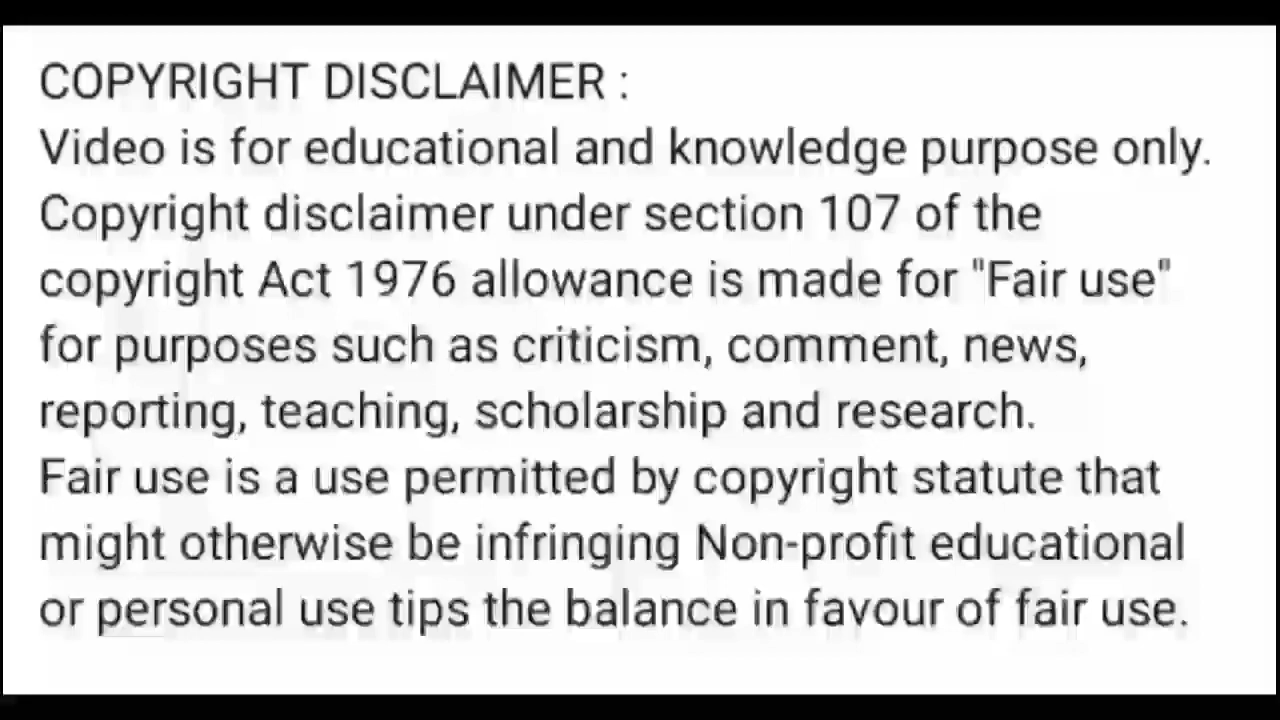 COPYRIGHT DISCLAIMER :
Video is for educational and knowledge purpose only.
Copyright disclaimer under section 107 of the
copyright Act 1976 allowance is made for "Fair use"
for purposes such as criticism, comment, news,
reporting, teaching, scholarship and research.
Fair use is a use permitted by copyright statute that
might otherwise be infringing Non-profit educational
or personal use tips the balance in favour of fair use.